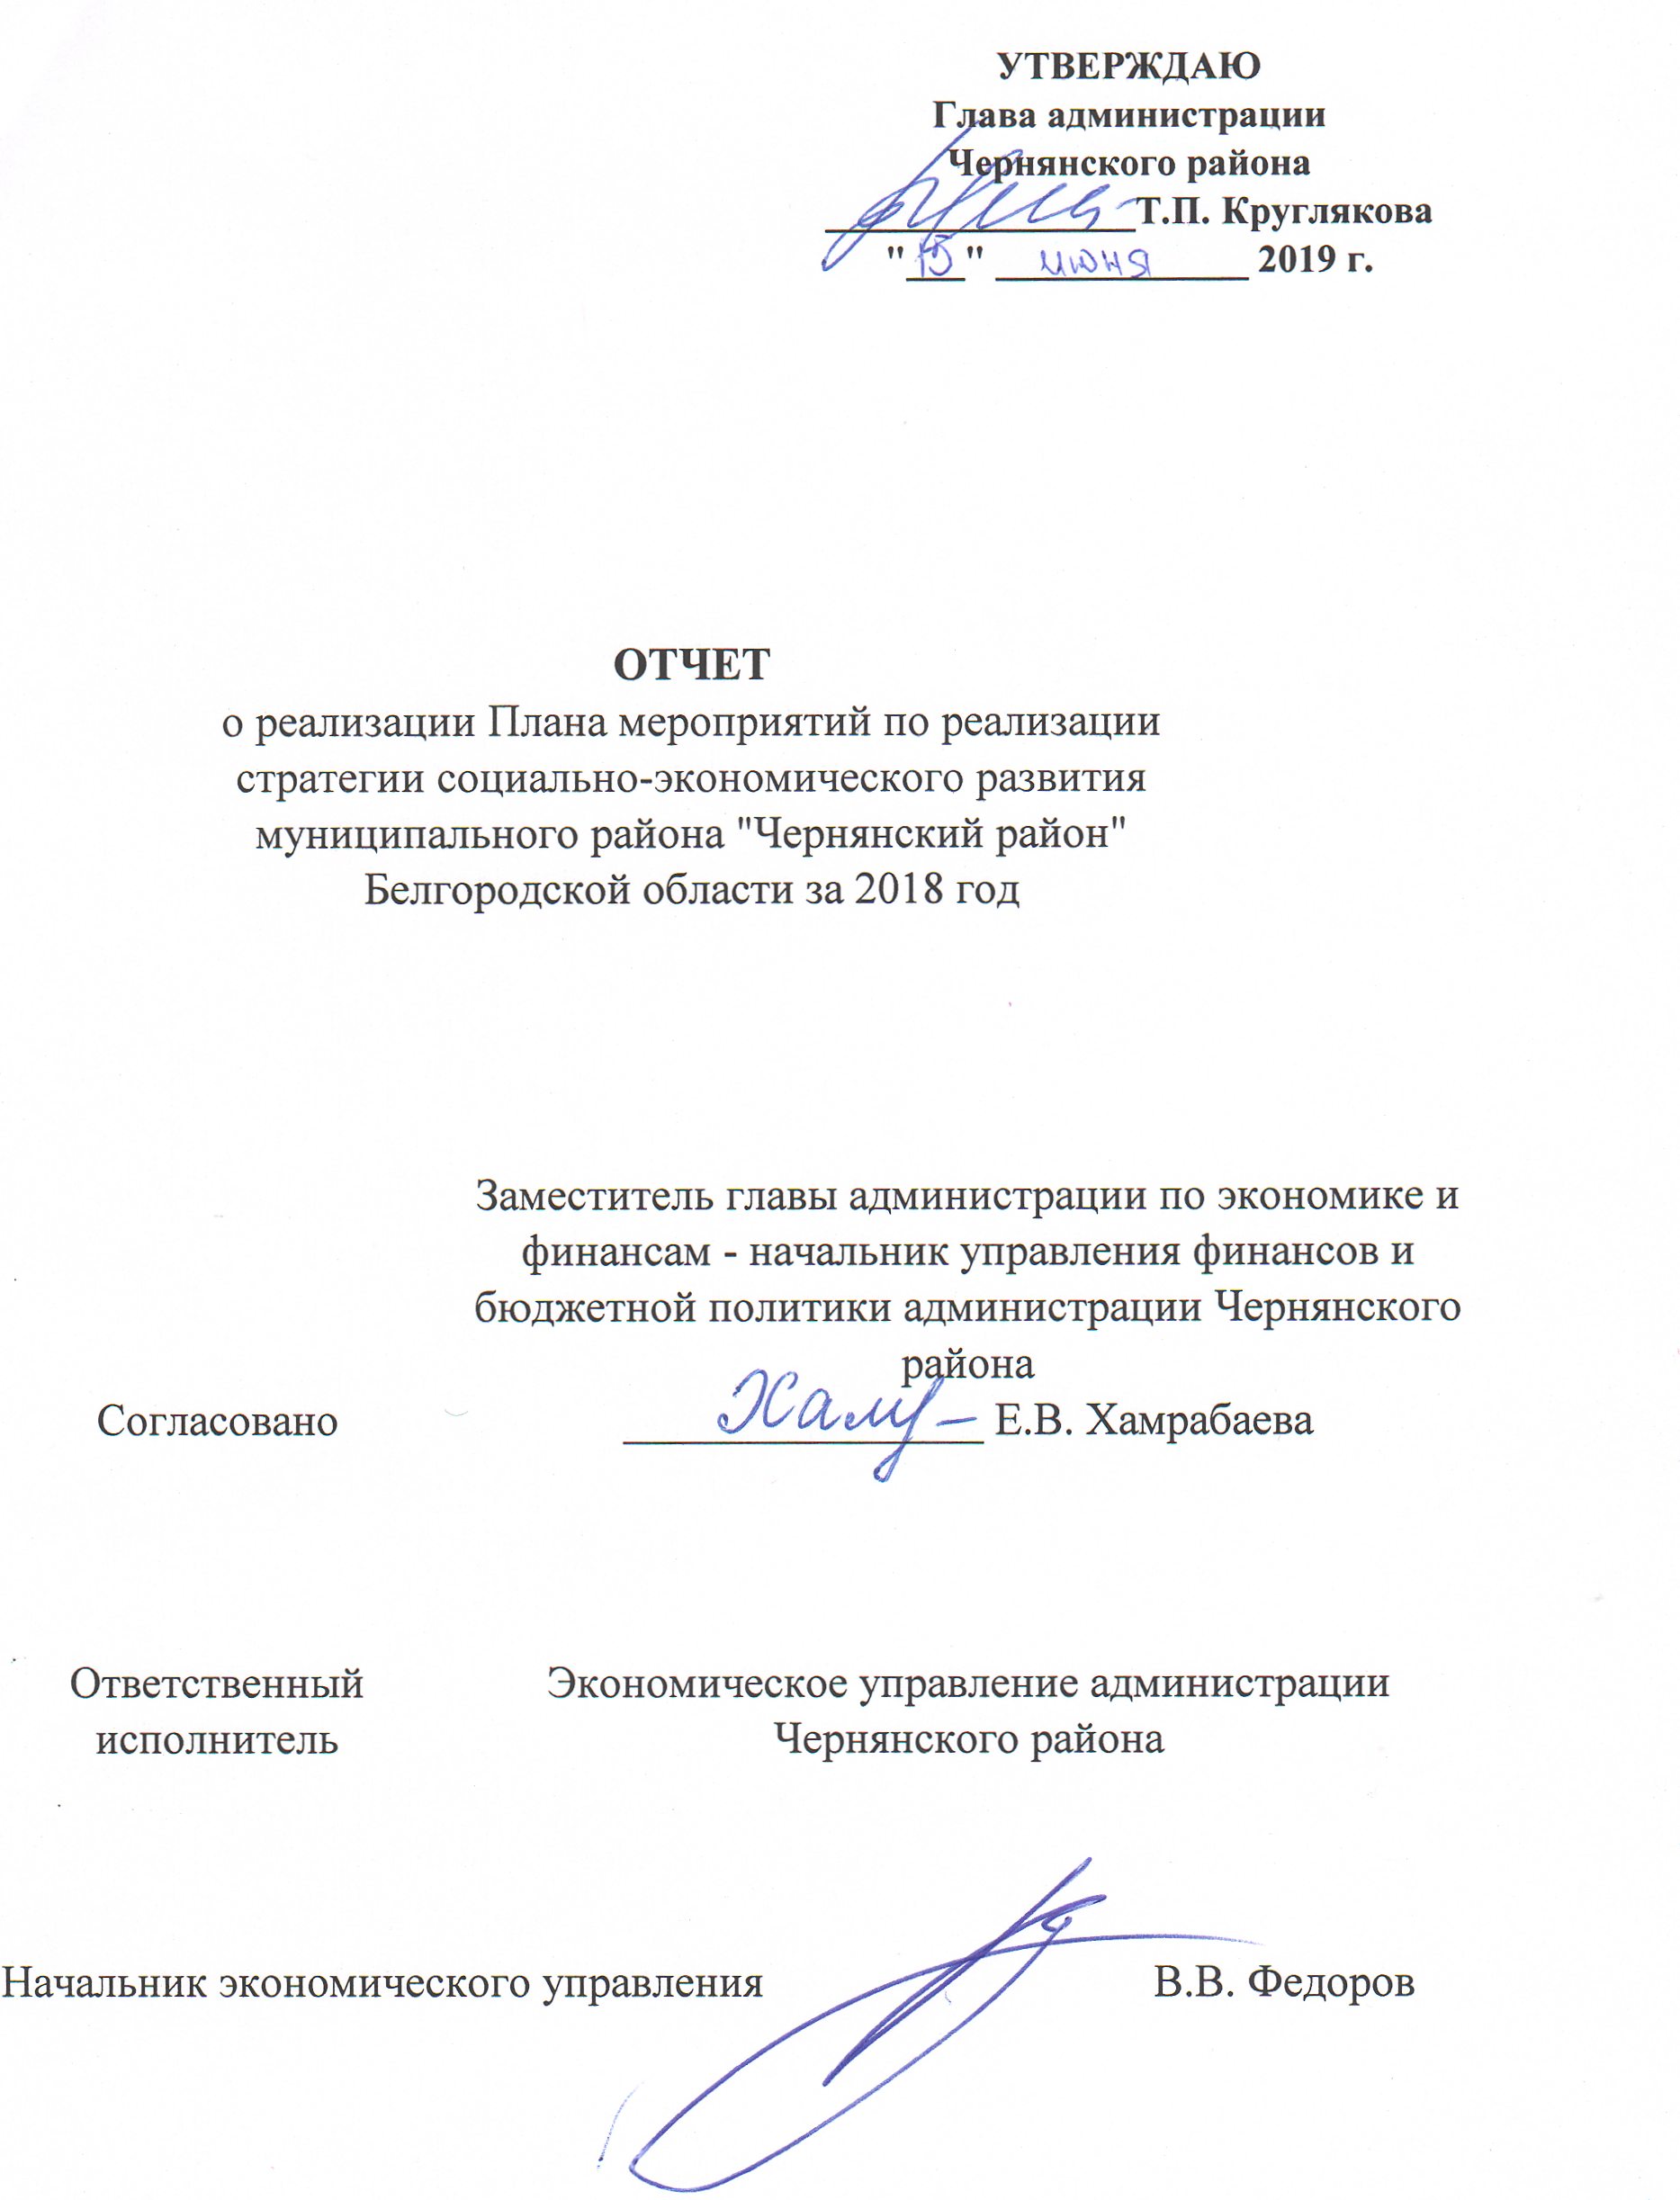 УТВЕРЖДАЮ
Глава администрации
Чернянского района
Т.П. Круглякова
"15" июня 2019 г.
ОТЧЕТ
о реализации Плана мероприятий по реализации
стратегии социально-экономического развития
муниципального района "Чернянский район"
Белгородской области за 2018 год
Заместитель главы администрации по экономике и
финансам - начальник управления финансов и
бюджетной политики администрации Чернянского
района
Согласовано Е.В. Хамрабаева
Ответственный
исполнитель
Экономическое управление администрации
Чернянского района
Начальник экономического управления В.В. Федоров